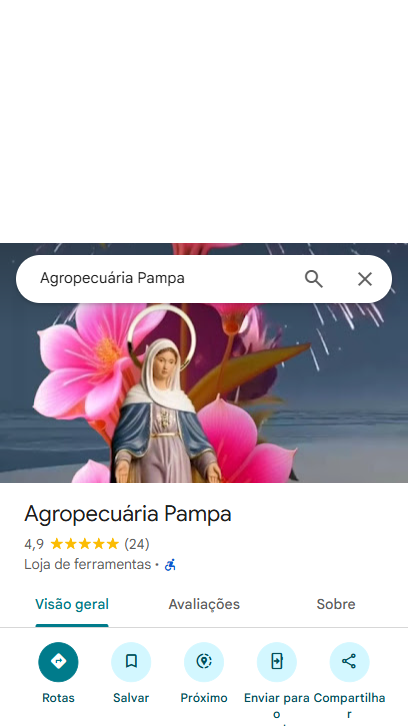 Agropecuária Pampa
Agropecuária Pampa
4,9 (24)
Loja de ferramentas ·
Visão geral Avaliações Sobre
Rotas Salvar Próximo Enviar para o Compartilhar